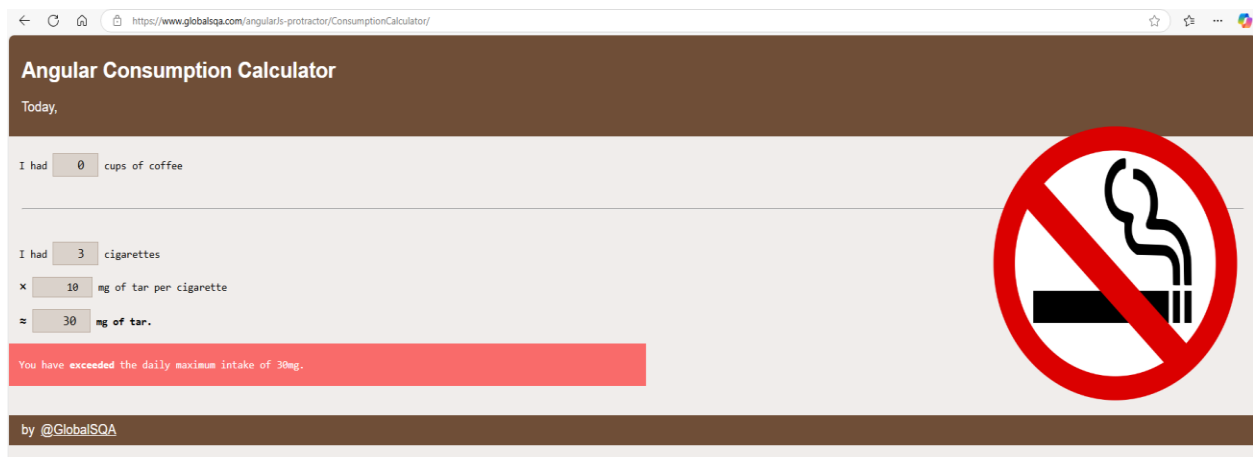 https://www.globalsqa.com/angularJs-protractor/ConsumptionCalculator/
Angular Consumption Calculator
Today,
I had 0 cups of coffee
I had 3 cigarettes
× 10 mg of tar per cigarette
≈ 30 mg of tar.
You have exceeded the daily maximum intake of 30mg.
by @GlobalSQA